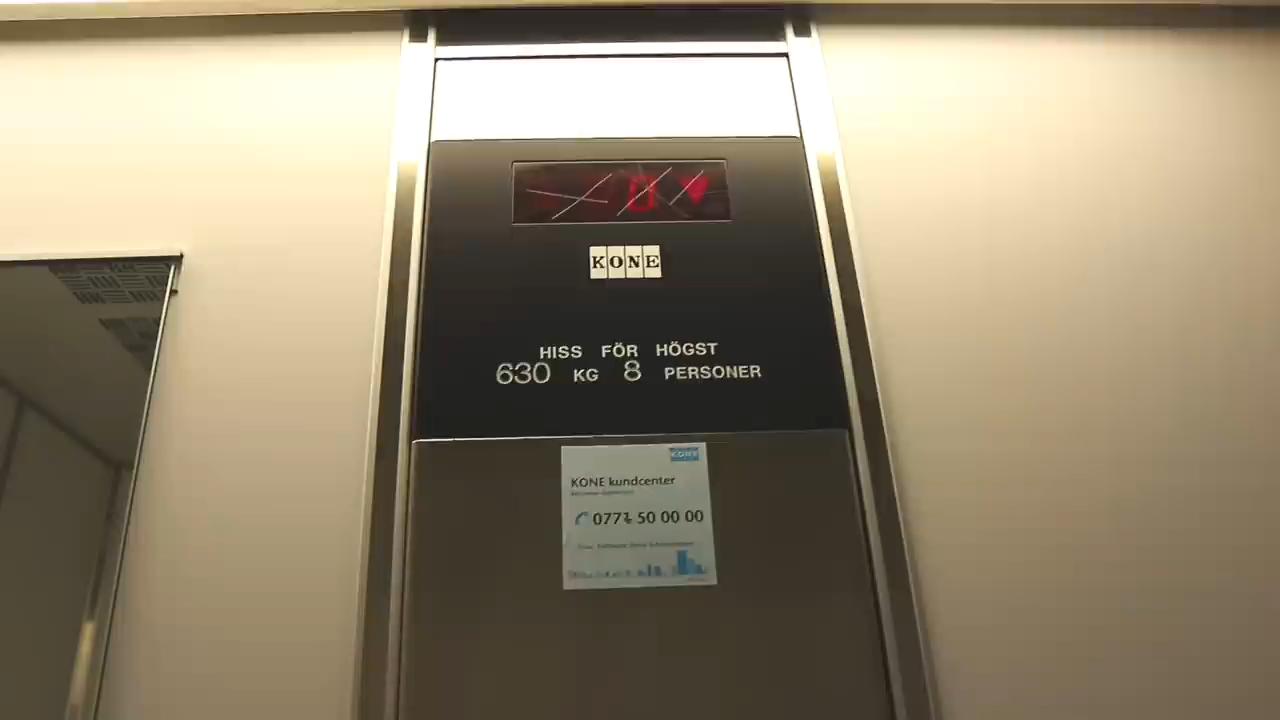 0
KONE
HISS FÖR HÖGST
630 KG 8 PERSONER
KONE
KONE kundcenter
0771 50 00 00